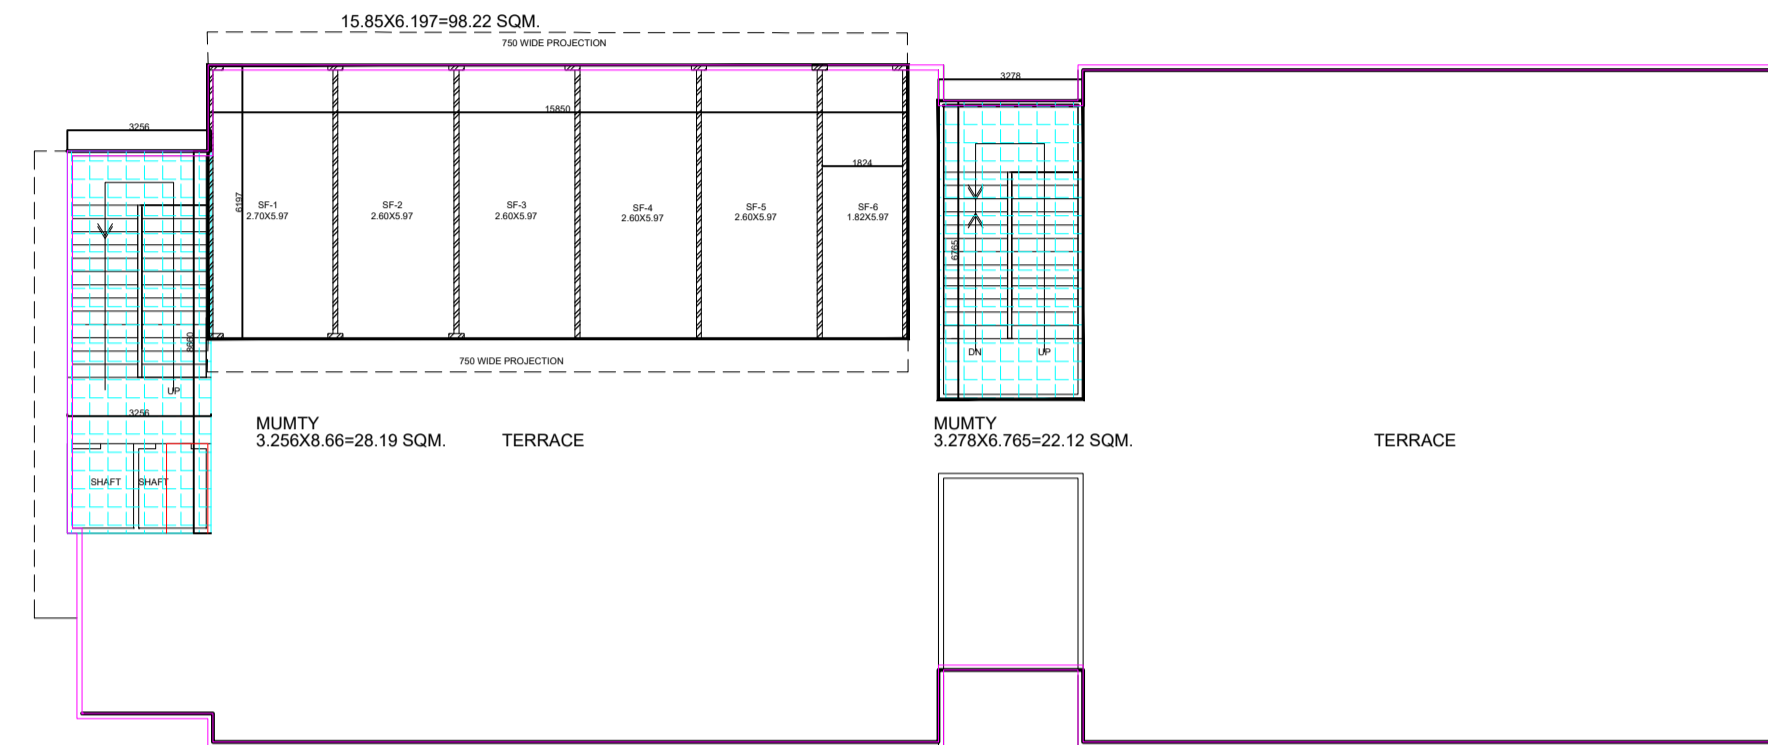 15.85X6.197=98.22 SQM.
750 WIDE PROJECTION
3278
15850
3256
1824
6197
SF-1
2.70X5.97
SF-2
2.60X5.97
SF-3
2.60X5.97
SF-4
2.60X5.97
SF-5
2.60X5.97
SF-6
1.82X5.97
6765
8660
DN
UP
750 WIDE PROJECTION
UP
3256
MUMTY
3.256X8.66=28.19 SQM.
TERRACE
MUMTY
3.278X6.765=22.12 SQM.
TERRACE
SHAFT
SHAFT